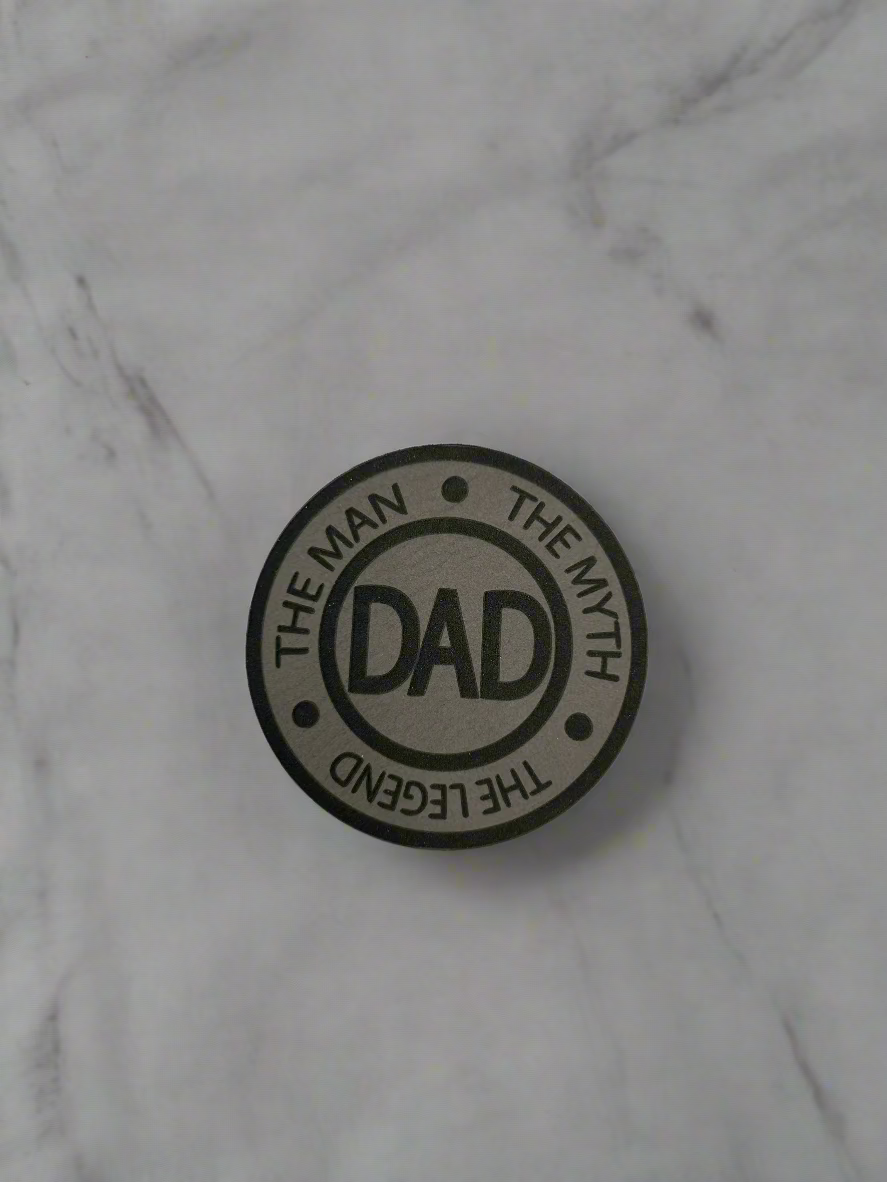 THE MAN
THE MYTH
THE LEGEND
DAD